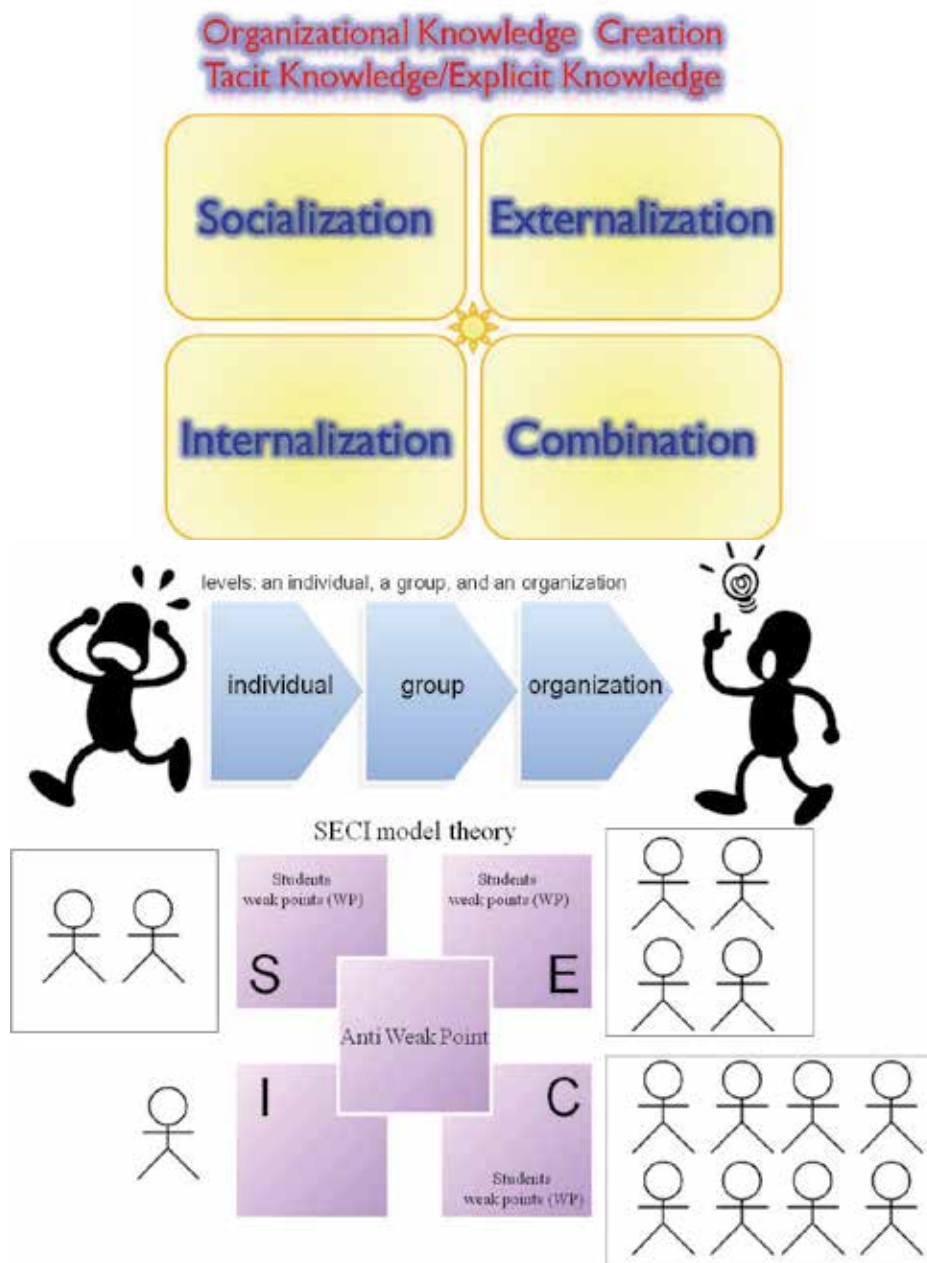 Organizational Knowledge Creation
Tacit Knowledge/Explicit Knowledge
Socialization
Externalization
Internalization
Combination
levels: an individual, a group, and an organization
individual
group
organization
SECI model theory
Students
weak points (WP)
S
Students
weak points (WP)
E
Anti Weak Point
I
C
Students
weak points (WP)